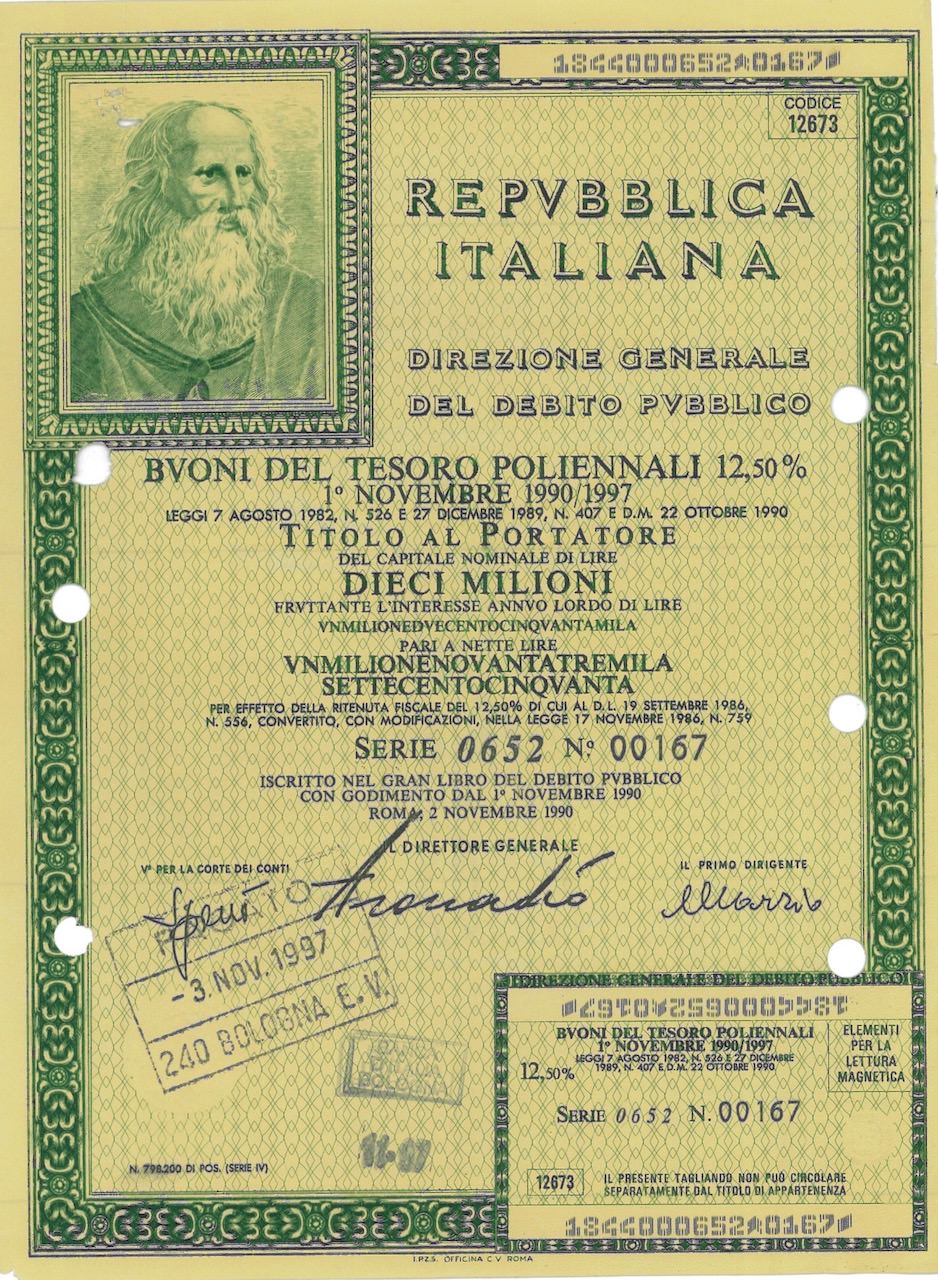 CODICE
12673
REPVBBLICA
ITALIANA
DIREZIONE GENERALE
DEL DEBITO PVBBLICO
BVONI DEL TESORO POLIENNALI 12,50%
1º NOVEMBRE 1990/1997
LEGGI 7 AGOSTO 1982, N. 526 E 27 DICEMBRE 1989, N. 407 E D.M. 22 OTTOBRE 1990
TITOLO AL PORTATORE
DEL CAPITALE NOMINALE DI LIRE
DIECI MILIONI
FRVTTANTE L'INTERESSE ANNVO LORDO DI LIRE
VNMILIONEDVECENTOCINQVANTAMILA
PARI A NETTE LIRE
VNMILIONENOVANTATREMILA
SETTECENTOCINQVANTA
PER EFFETTO DELLA RITENUTA FISCALE DEL 12,50% DI CUI AL D.L. 19 SETTEMBRE 1986,
N. 556, CONVERTITO, CON MODIFICAZIONI, NELLA LEGGE 17 NOVEMBRE 1986, N. 759
SERIE 0652 Nº 00167
ISCRITTO NEL GRAN LIBRO DEL DEBITO PVBBLICO
CON GODIMENTO DAL 1º NOVEMBRE 1990
ROMA, 2 NOVEMBRE 1990
IL DIRETTORE GENERALE
Vº PER LA CORTE DEI CONTI
IL PRIMO DIRIGENTE
-3. NOV. 1997
240 BOLOGNA E.V.
N. 798.200 DI POS. (SERIE IV)
DIREZIONE GENERALE DEL DEBITO PUBBLICO
BVONI DEL TESORO POLIENNALI
1º NOVEMBRE 1990/1997
LEGGI 7 AGOSTO 1982, N. 526 E 27 DICEMBRE
1989, N. 407 E D.M. 22 OTTOBRE 1990
12,50%
ELEMENTI
PER LA
LETTURA
MAGNETICA
SERIE 0652 N. 00167
12673
IL PRESENTE TAGLIANDO NON PUÒ CIRCOLARE
SEPARATAMENTE DAL TITOLO DI APPARTENENZA
I.P.Z.S. OFFICINA C V ROMA